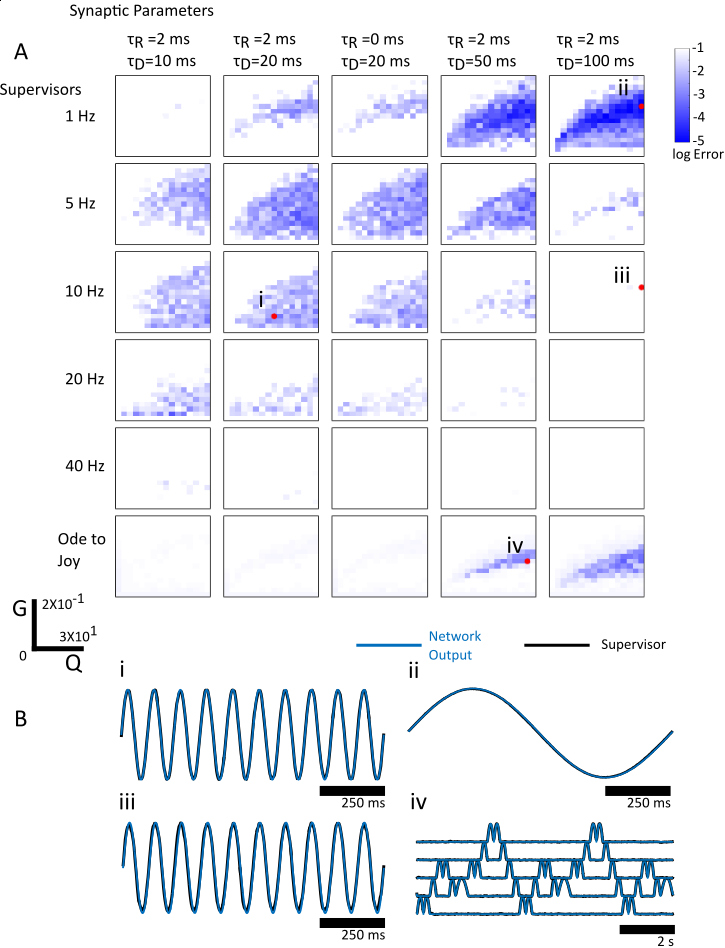 Synaptic Parameters
A
τR =2 ms τR =2 ms τR =0 ms τR =2 ms τR =2 ms
τD=10 ms τD=20 ms τD=20 ms τD=50 ms τD=100 ms
Supervisors
-1
-2
-3
-4
-5
log Error
1 Hz
ii
5 Hz
10 Hz
i
iii
20 Hz
40 Hz
Ode to
Joy
iv
G
2X10-1
3X101
0
Q
Network
Output
Supervisor
B
i
250 ms
ii
250 ms
iii
250 ms
iv
2 s